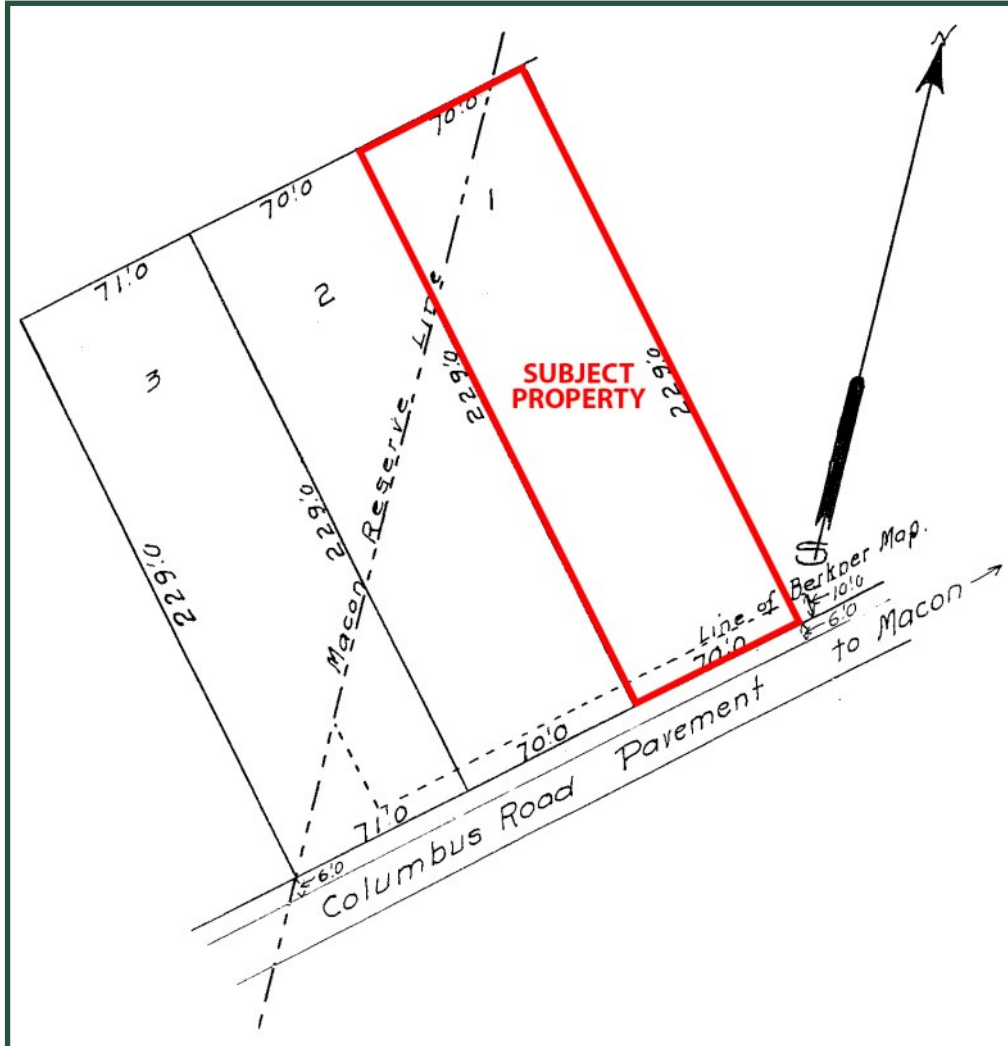 N
70!0
70!0
71!0
1
2
3
Macon Reserve Line
229!0
229!0
229!0
229!0
SUBJECT
PROPERTY
S
Line of Berkner Map.
10!0
6!0
70!0
70!0
71!0
6!0
Columbus Road Pavement to Macon